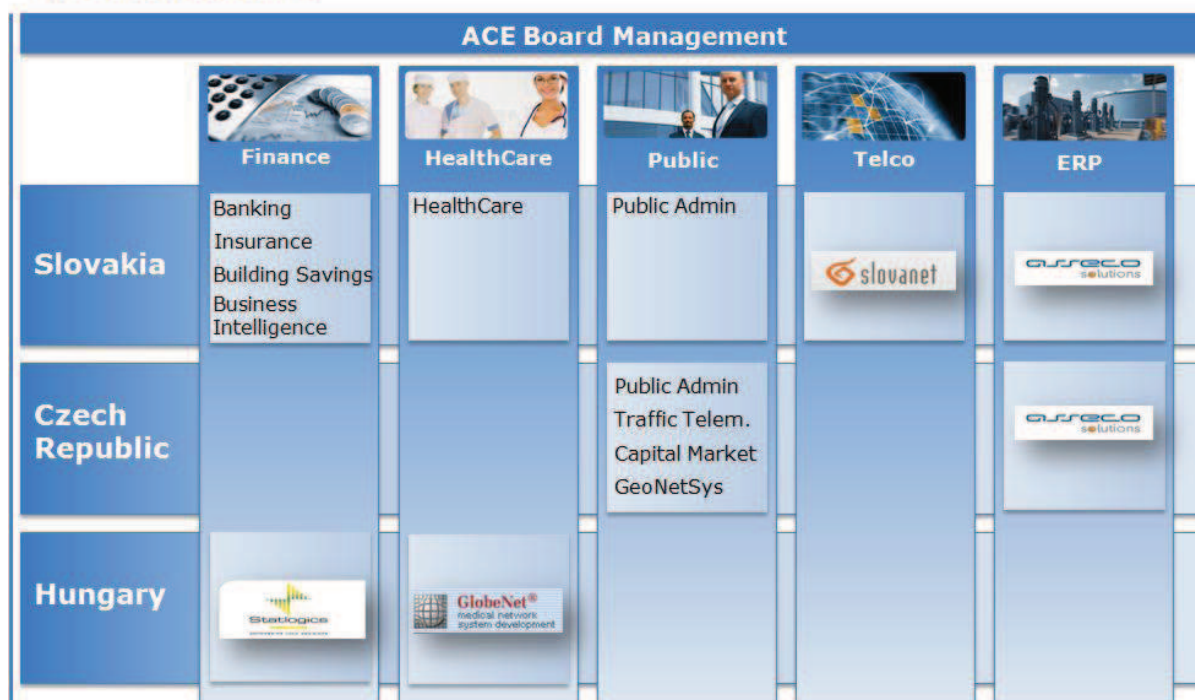 ACE Board Management
Finance
HealthCare
Public
Telco
ERP
Slovakia
Banking
Insurance
Building Savings
Business
Intelligence
HealthCare
Public Admin
slovanet
asseco
solutions
Czech
Republic
Public Admin
Traffic Telem.
Capital Market
GeoNetSys
asseco
solutions
Hungary
Statlogics
GlobeNet®
medical network
system development